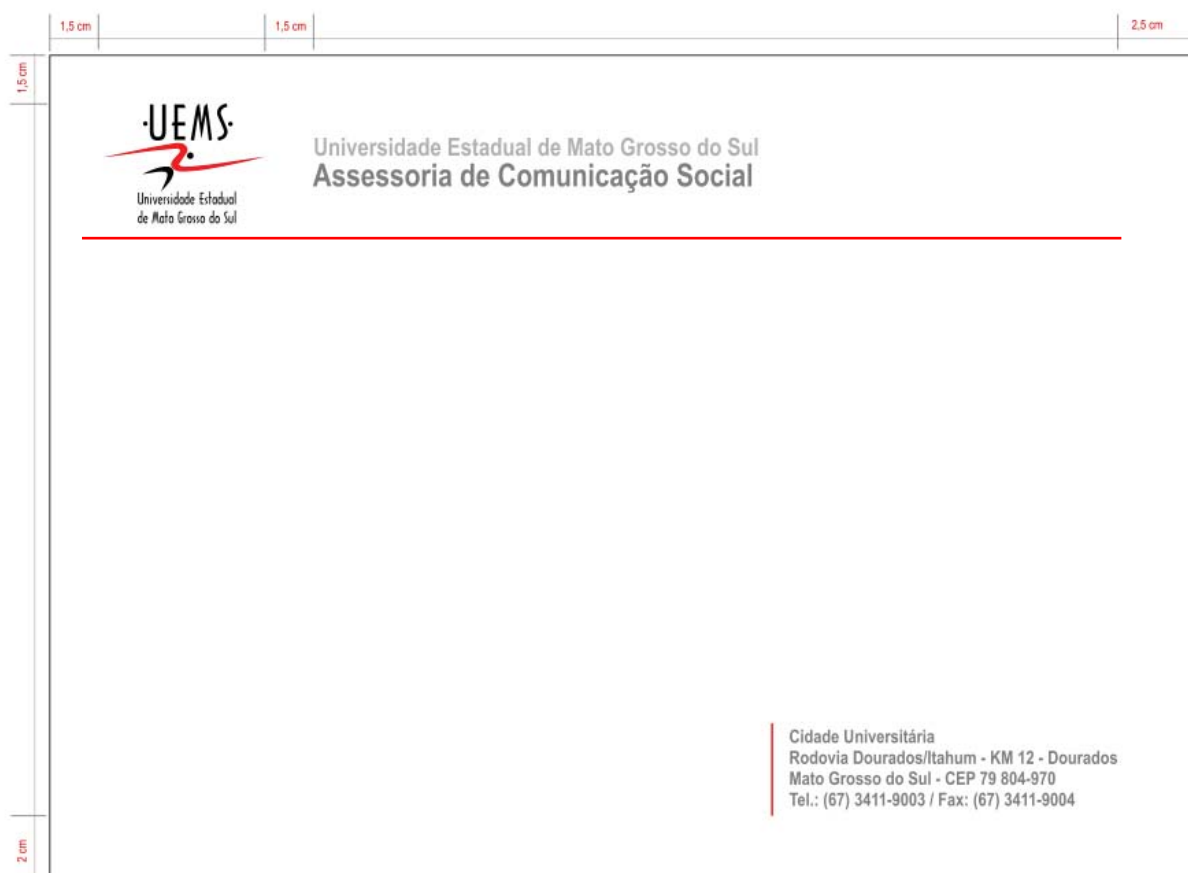 1,5 cm
1,5 cm
2,5 cm
1,5 cm
·UEMS·
Universidade Estadual
de Mato Grosso do Sul
Universidade Estadual de Mato Grosso do Sul
Assessoria de Comunicação Social
Cidade Universitária
Rodovia Dourados/Itahum - KM 12 - Dourados
Mato Grosso do Sul - CEP 79 804-970
Tel.: (67) 3411-9003 / Fax: (67) 3411-9004
2 cm